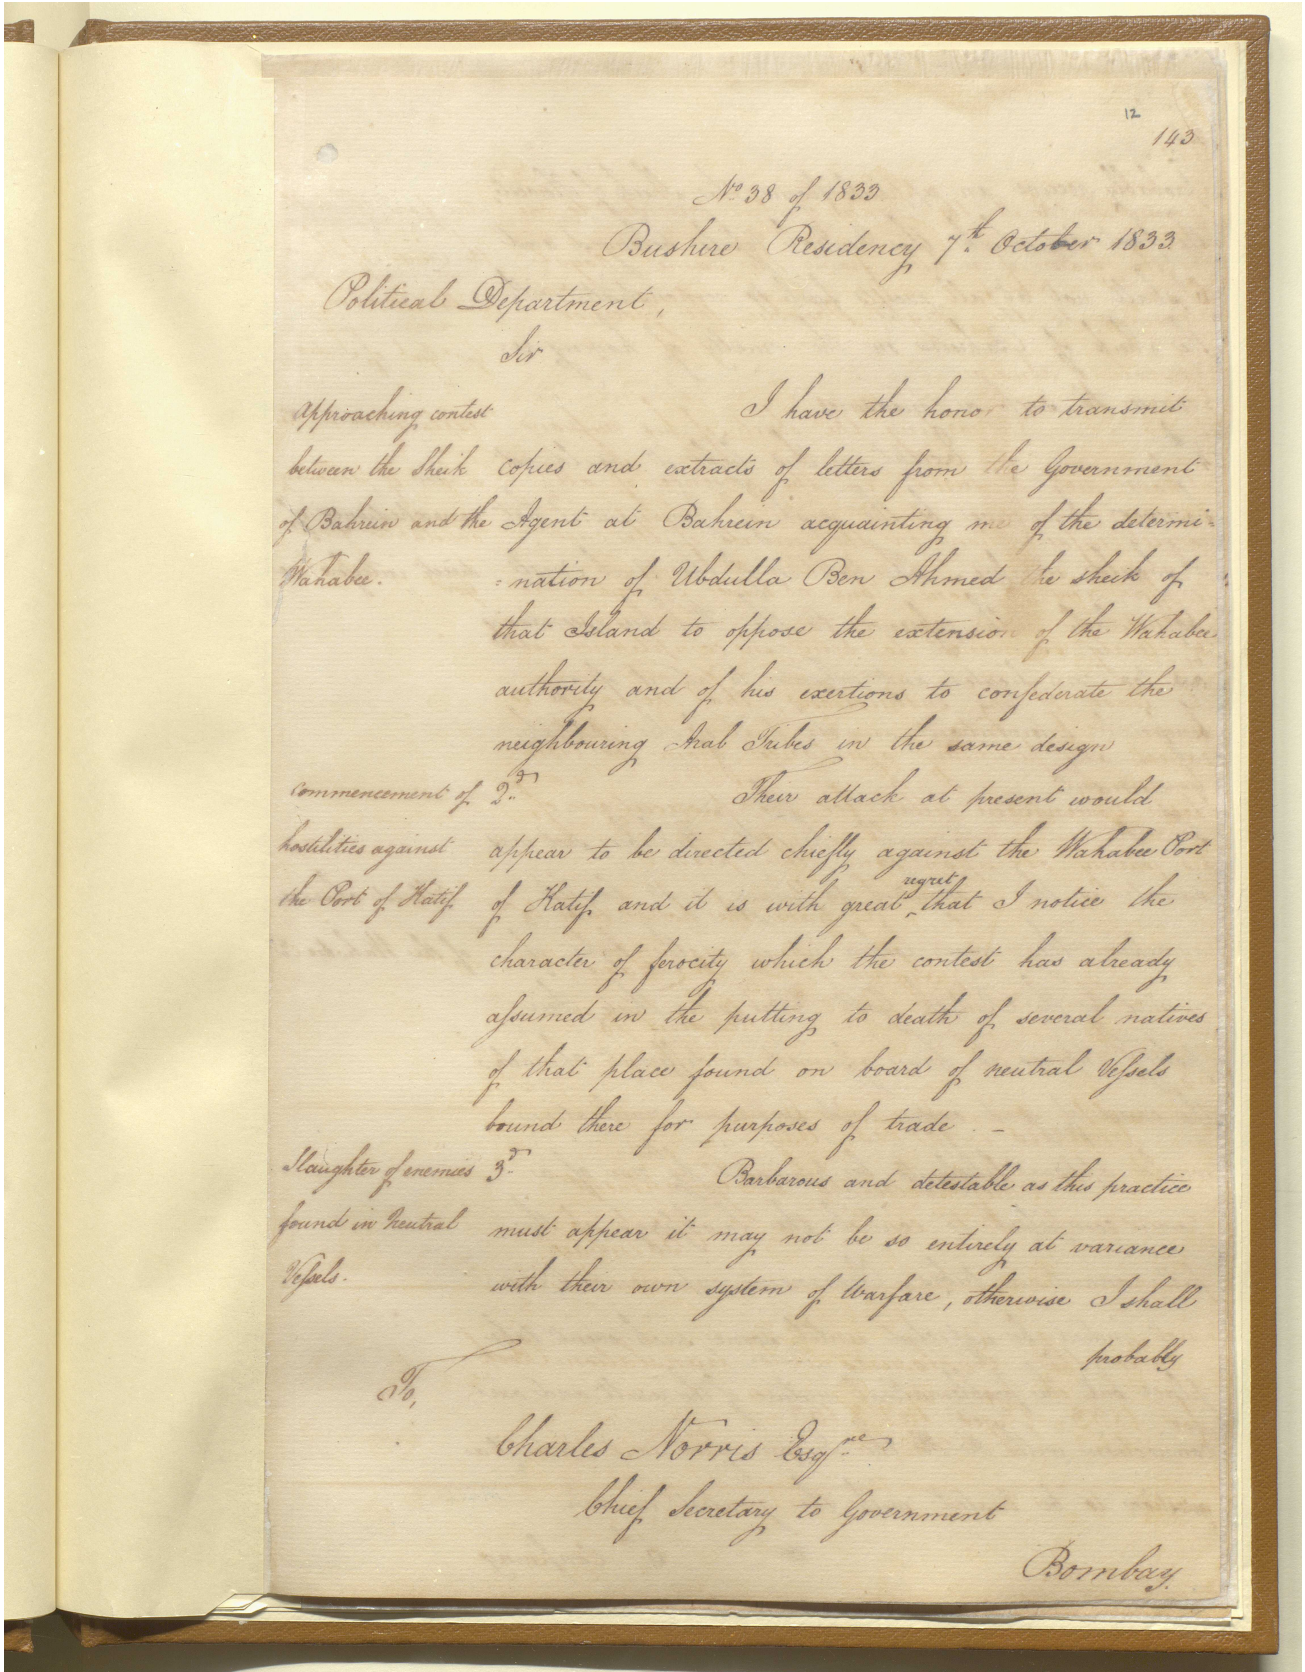 12
143
No 38 of 1833
Bushire Residency 7th October 1833.
Political Department,
Sir
Approaching contest
between the Sheik
of Bahrein and the
Wahabee.
I have the honor to transmit
copies and extracts of letters from the Government
Agent at Bahrein acquainting me of the determi=
=nation of Ubdulla Ben Ahmed the sheik of
that Island to oppose the extension of the Wahabee
authority and of his exertions to confederate the
neighbouring Arab Tribes in the same design
Commencement of
hostilities against
the Port of Katif
2d Their attack at present would
appear to be directed chiefly against the Wahabee Port
of Katif and it is with great regret that I notice the
character of ferocity which the contest has already
assumed in the putting to death of several natives
of that place found on board of neutral Vessels
bound there for purposes of trade. –
Slaughter of enemies
found in Neutral
Vessels.
3d Barbarous and detestable as this practice
must appear it may not be so entirely at variance
with their own system of Warfare, otherwise I shall
probably
To,
Charles Norris Esqre
Chief Secretary to Government
Bombay.